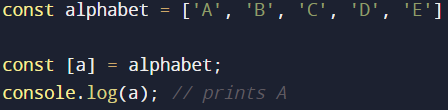 const alphabet = ['A', 'B', 'C', 'D', 'E']
const [a] = alphabet;
console.log(a); // prints A